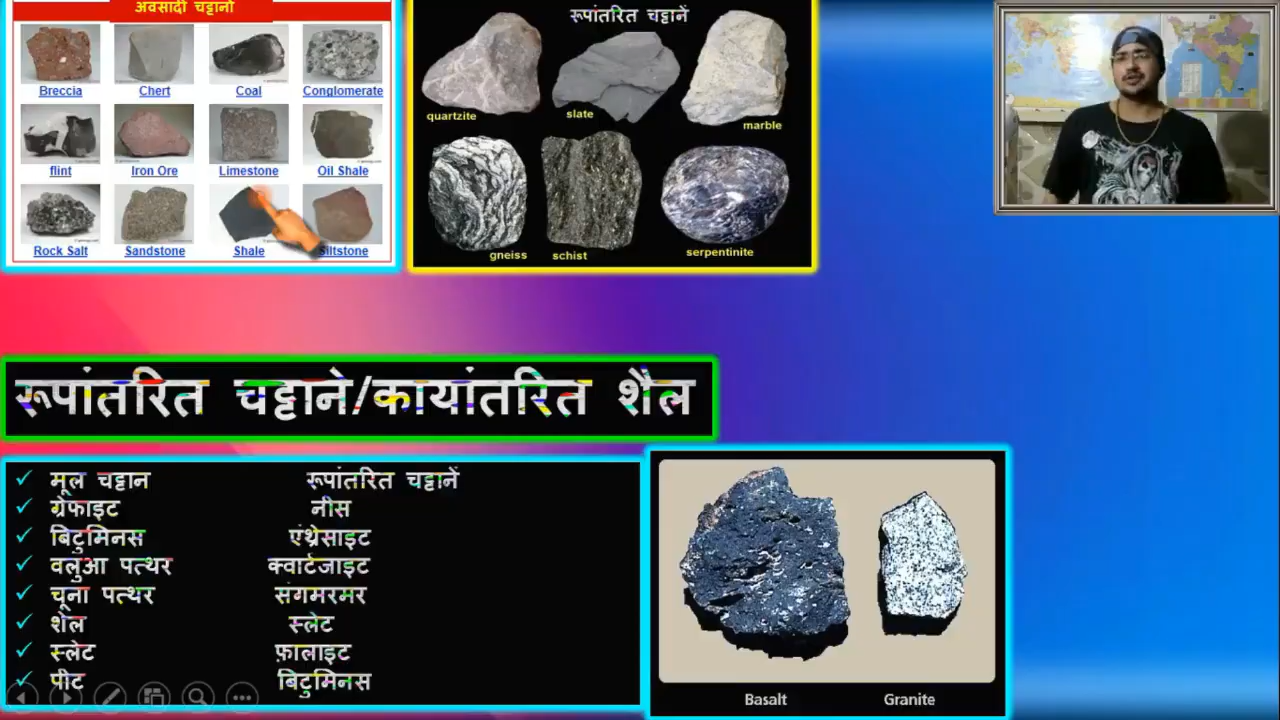 अवसादी चट्टानों
Breccia Chert Coal Conglomerate
flint Iron Ore Limestone Oil Shale
Rock Salt Sandstone Shale Siltstone
रूपांतरित चट्टानें
quartzite slate marble
gneiss schist serpentinite
रूपांतरित चट्टाने/कायांतरित शैल
मूल चट्टान रूपांतरित चट्टानें
ग्रेफाइट नीस
बिटुमिनस एंथ्रेसाइट
वलुआ पत्थर क्वार्टजाइट
चूना पत्थर संगमरमर
शेल स्लेट
स्लेट फ़ालाइट
पीट बिटुमिनस
Basalt Granite